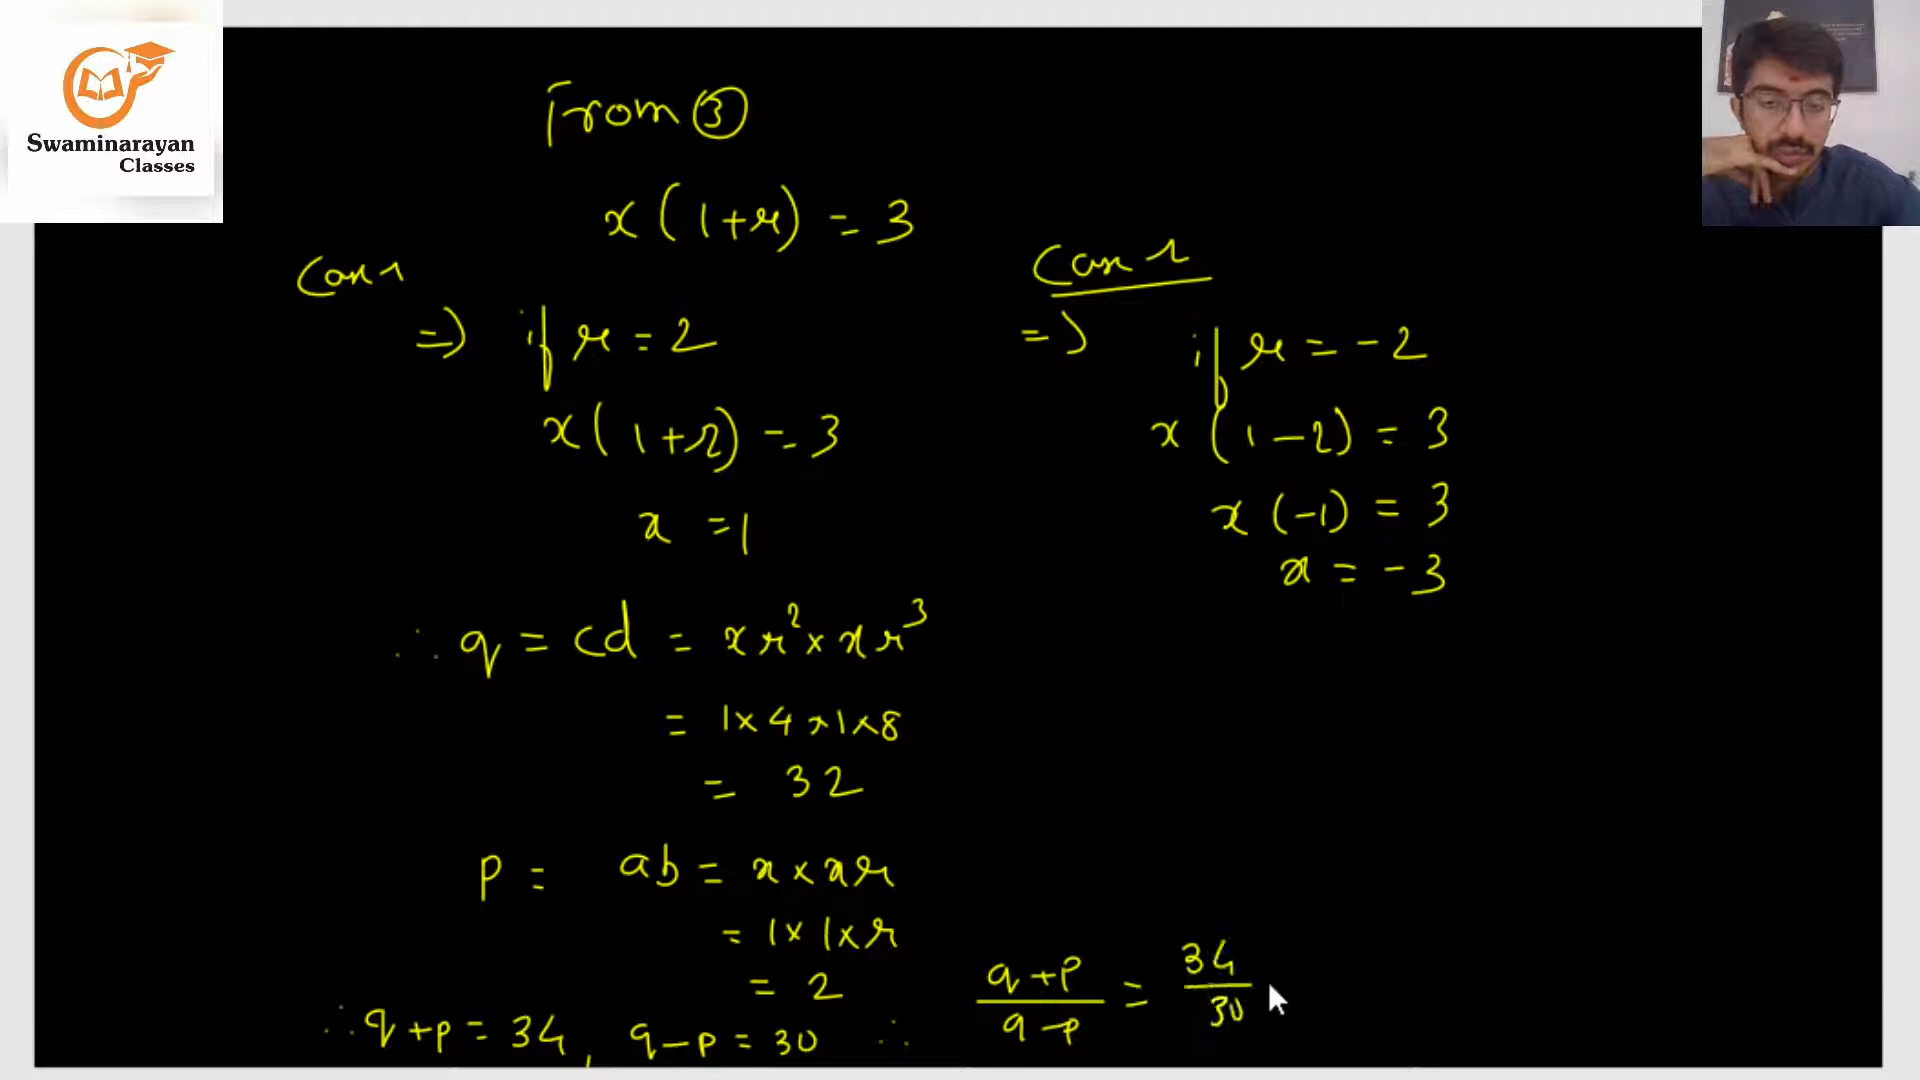 Swaminarayan
Classes
From ③
x(1+r) = 3
Case 1
=> if r = 2
x(1+2) = 3
x = 1
∴ q = cd = xr² × xr³
= 1×4×1×8
= 32
p = ab = x × xr
= 1×1×2
= 2
∴ q+p = 34, q-p = 30
Case 2
=> if r = -2
x(1-2) = 3
x(-1) = 3
x = -3
∴ (q+p)/(q-p) = 34/30